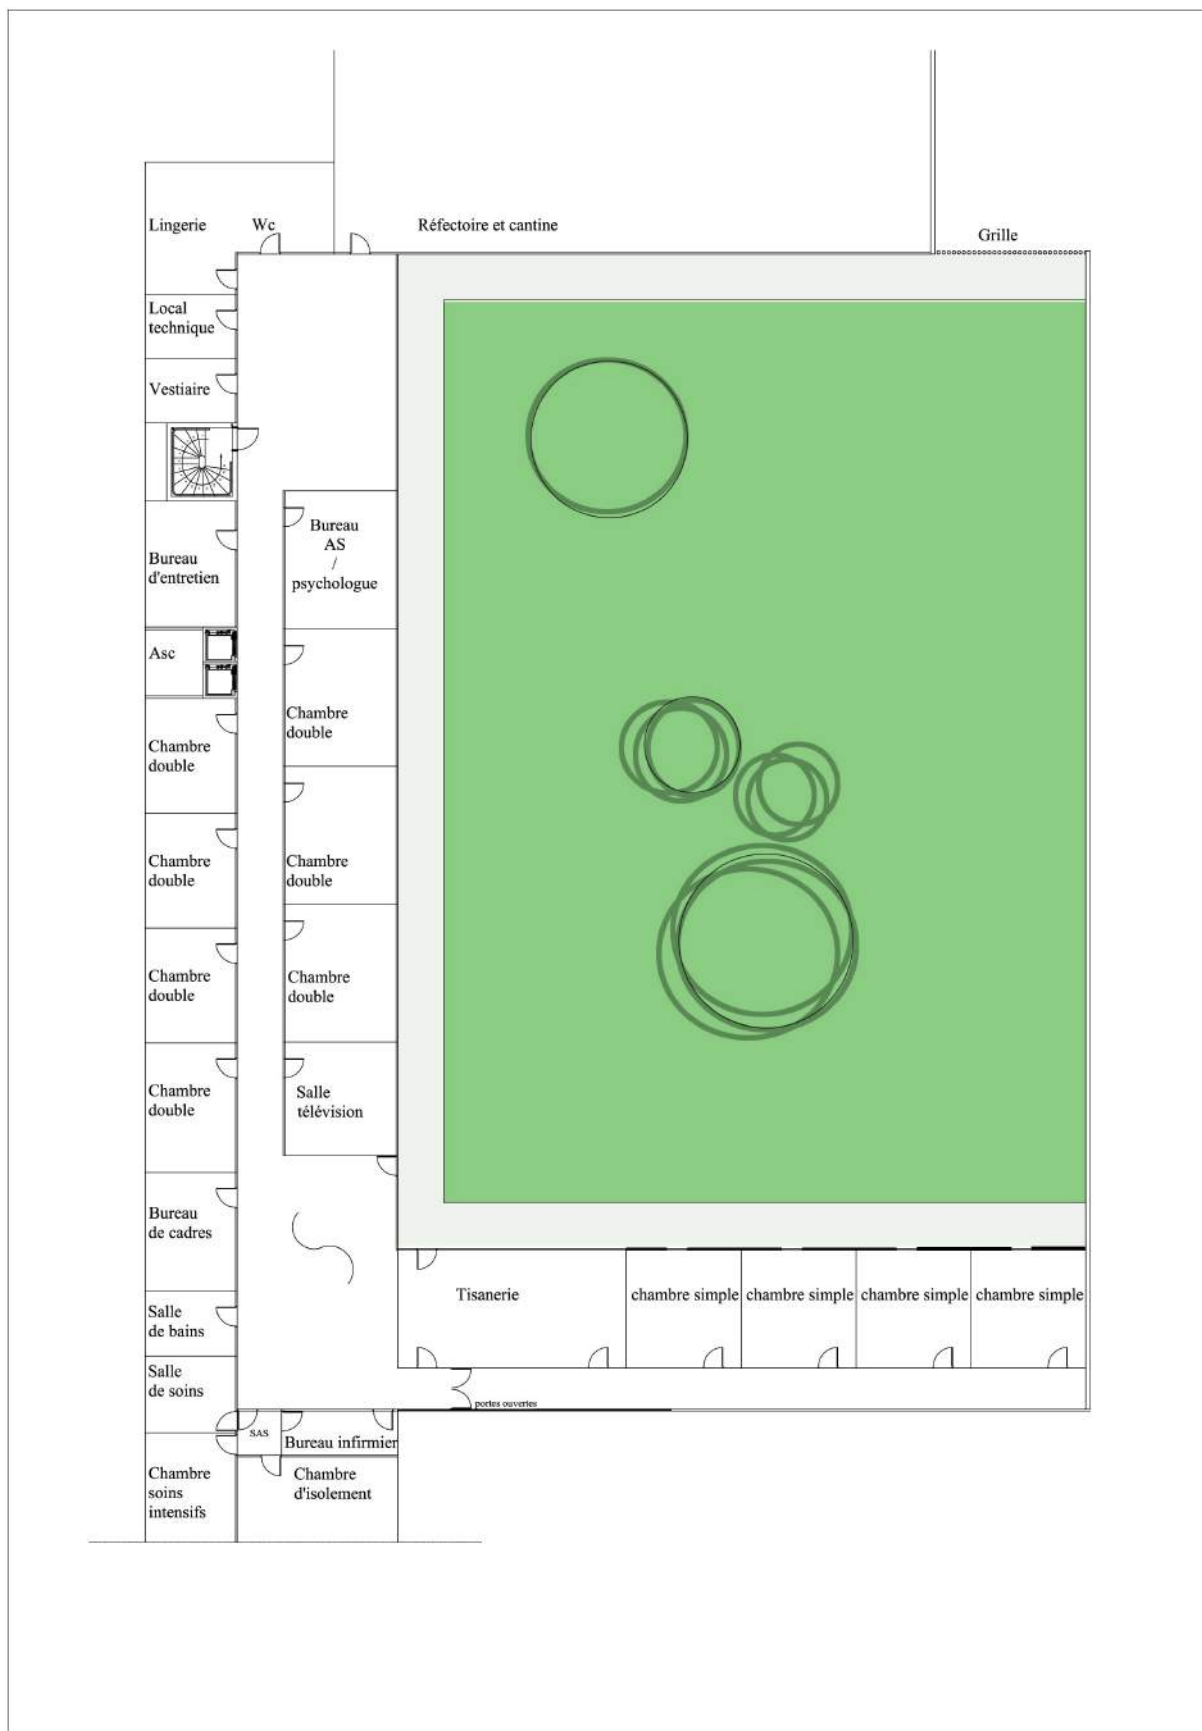 Lingerie
Wc
Réfectoire et cantine
Grille
Local
technique
Vestiaire
Bureau
AS
/
psychologue
Bureau
d'entretien
Asc
Chambre
double
Chambre
double
Chambre
double
Chambre
double
Chambre
double
Chambre
double
Chambre
double
Salle
télévision
Bureau
de cadres
Salle
de bains
Tisanerie
chambre simple
chambre simple
chambre simple
chambre simple
Salle
de soins
portes ouvertes
SAS
Bureau infirmier
Chambre
soins
intensifs
Chambre
d'isolement